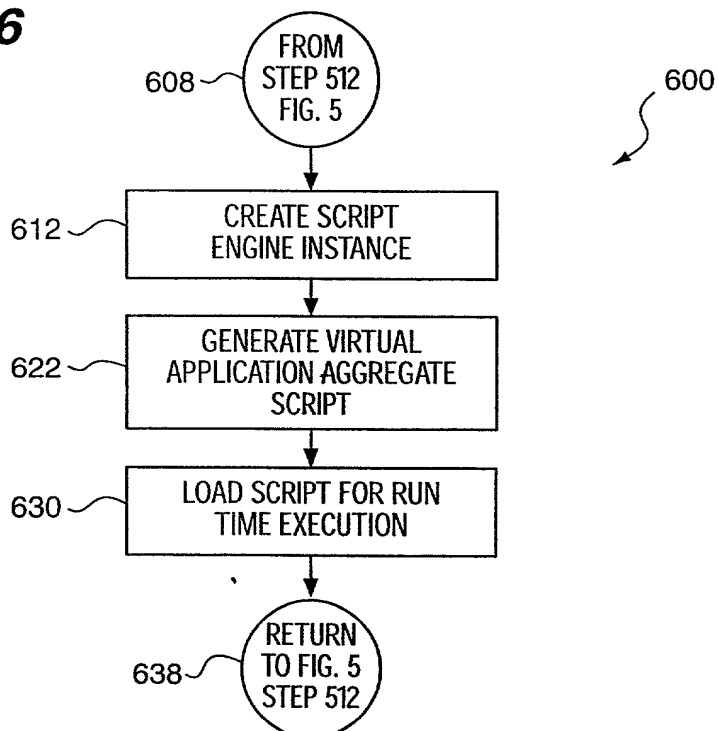 6
FROM
STEP 512
FIG. 5
608
600
CREATE SCRIPT
ENGINE INSTANCE
612
GENERATE VIRTUAL
APPLICATION AGGREGATE
SCRIPT
622
LOAD SCRIPT FOR RUN
TIME EXECUTION
630
RETURN
TO FIG. 5
STEP 512
638